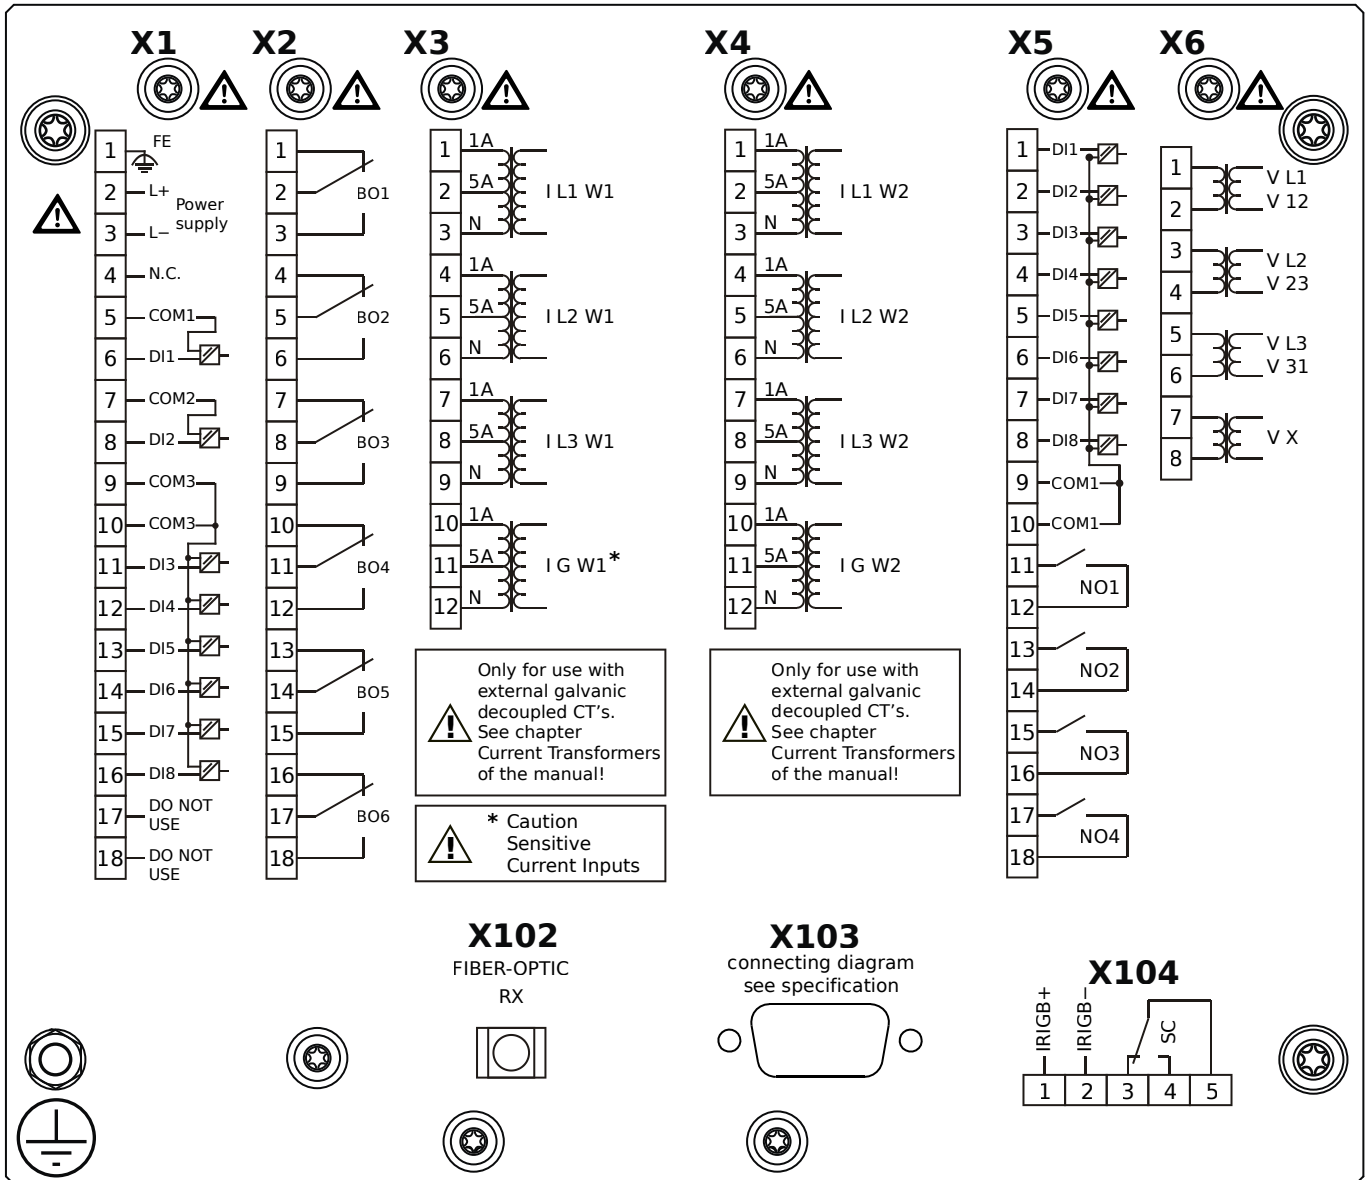 X1 X2 X3 X4 X5 X6
1 FE
2 L+
Power
supply
3 L−
4 N.C.
5 COM1
6 DI1
7 COM2
8 DI2
9 COM3
10 COM3
11 DI3
12 DI4
13 DI5
14 DI6
15 DI7
16 DI8
17 DO NOT
USE
18 DO NOT
USE
1
2 BO1
3
4
5 BO2
6
7
8 BO3
9
10
11 BO4
12
13
14 BO5
15
16
17 BO6
18
1 1A
2 5A I L1 W1
3 N
4 1A
5 5A I L2 W1
6 N
7 1A
8 5A I L3 W1
9 N
10 1A
11 5A I G W1*
12 N
Only for use with
external galvanic
decoupled CT's.
See chapter
Current Transformers
of the manual!
* Caution
Sensitive
Current Inputs
1 1A
2 5A I L1 W2
3 N
4 1A
5 5A I L2 W2
6 N
7 1A
8 5A I L3 W2
9 N
10 1A
11 5A I G W2
12 N
Only for use with
external galvanic
decoupled CT's.
See chapter
Current Transformers
of the manual!
1 DI1
2 DI2
3 DI3
4 DI4
5 DI5
6 DI6
7 DI7
8 DI8
9 COM1
10 COM1
11
NO1
12
13
NO2
14
15
NO3
16
17
NO4
18
1
V L1
V 12
2
3
V L2
V 23
4
5
V L3
V 31
6
7
V X
8
X102
FIBER-OPTIC
RX
X103
connecting diagram
see specification
X104
IRIGB+
IRIGB−
SC
1 2 3 4 5